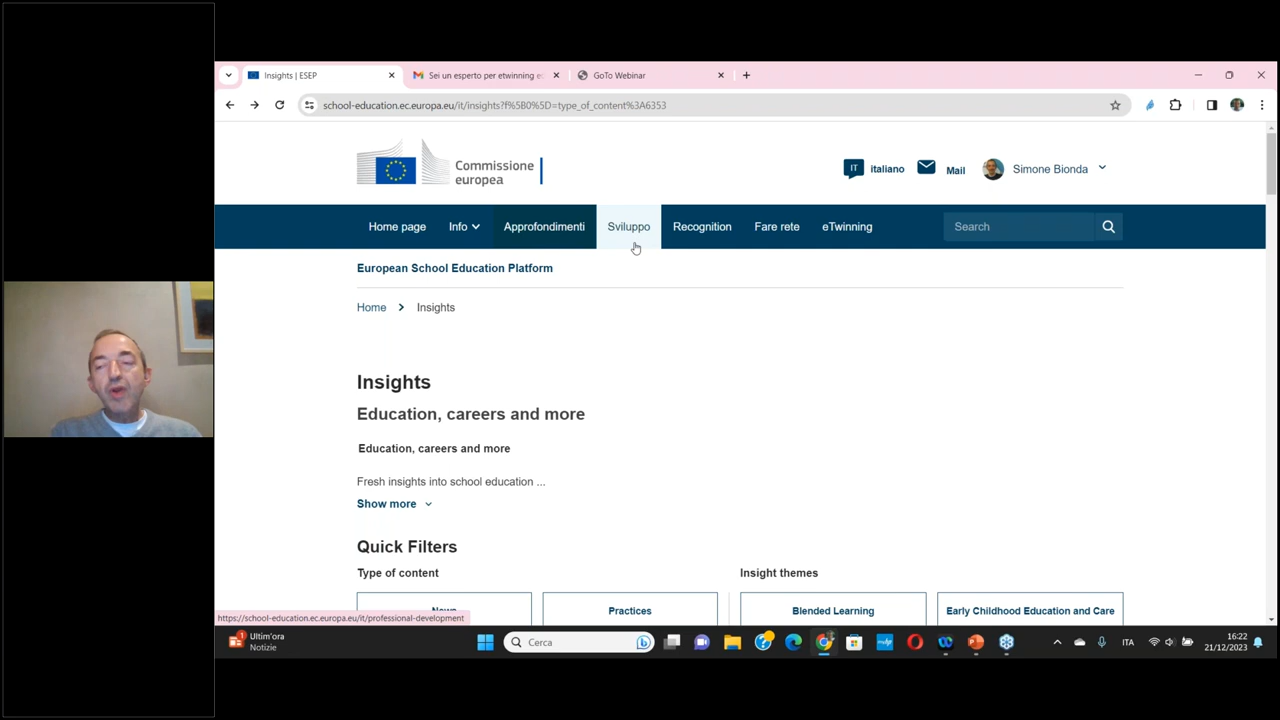 Insights | ESEP
Sei un esperto per etwinning e
GoTo Webinar
school-education.ec.europa.eu/it/insights?f%5B0%5D=type_of_content%3A6353
Commissione
europea
IT
italiano
Mail
Simone Bionda
Home page
Info
Approfondimenti
Sviluppo
Recognition
Fare rete
eTwinning
Search
European School Education Platform
Home
Insights
Insights
Education, careers and more
Education, careers and more
Fresh insights into school education ...
Show more
Quick Filters
Type of content
Insight themes
News
Practices
Blended Learning
Early Childhood Education and Care
https://school-education.ec.europa.eu/it/professional-development
1
Ultim'ora
Notizie
Cerca
ITA
16:22
21/12/2023